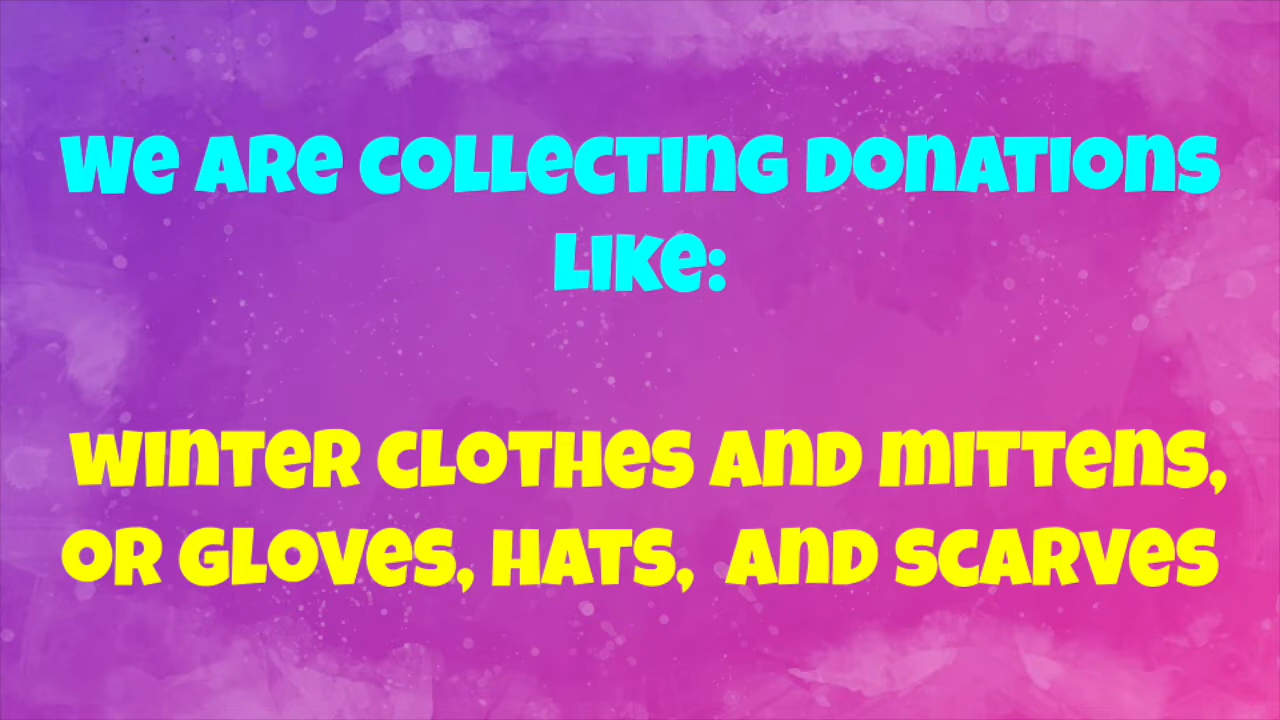 We are collecting donations
like:
Winter clothes and mittens,
or gloves, hats,  and scarves